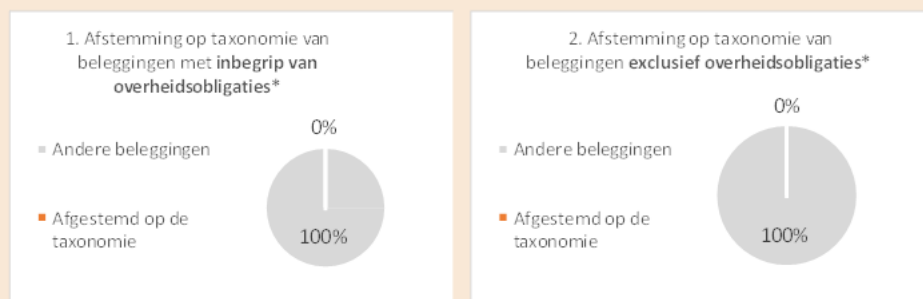 1. Afstemming op taxonomie van
beleggingen met inbegrip van
overheidsobligaties*
0%
Andere beleggingen
Afgestemd op de
taxonomie
100%
2. Afstemming op taxonomie van
beleggingen exclusief overheidsobligaties*
0%
Andere beleggingen
Afgestemd op de
taxonomie
100%